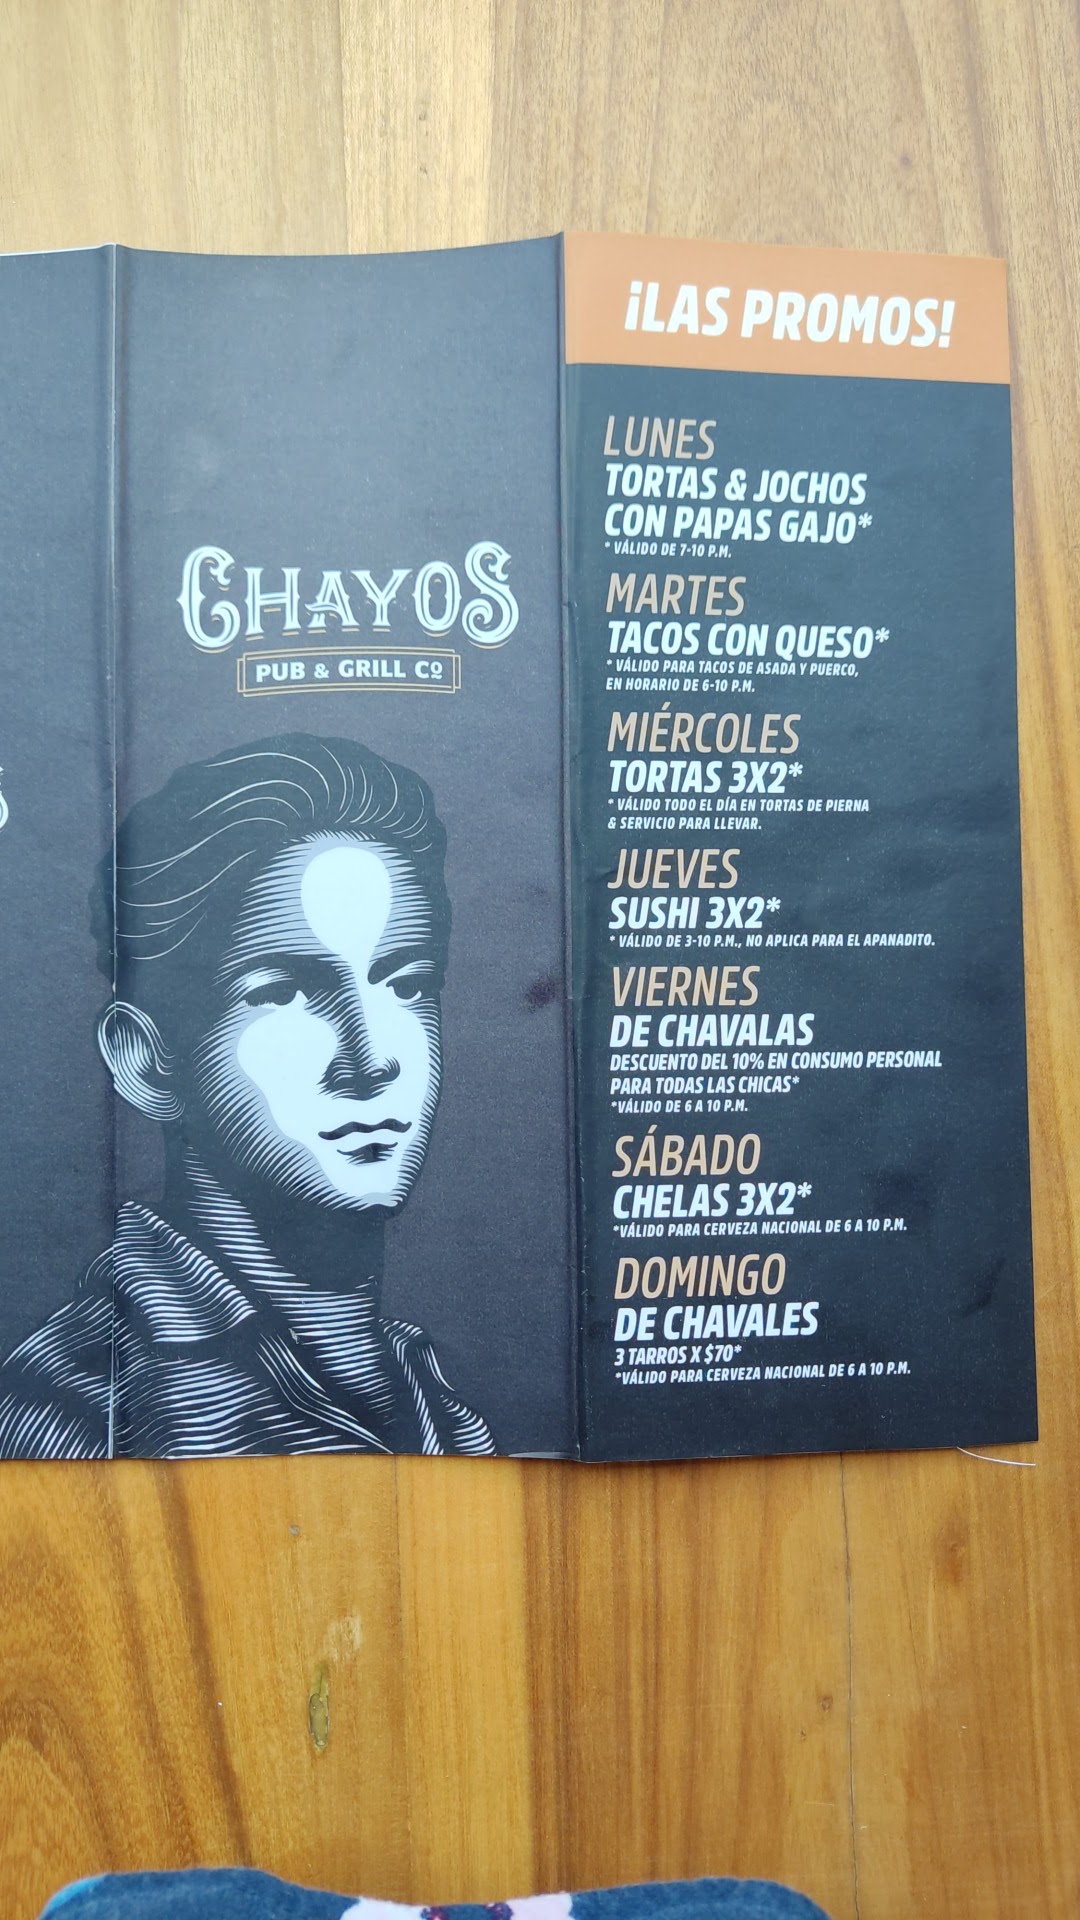 CHAYOS
PUB & GRILL Cº
¡LAS PROMOS!
LUNES
TORTAS & JOCHOS
CON PAPAS GAJO*
* VÁLIDO DE 7-10 P.M.
MARTES
TACOS CON QUESO*
* VÁLIDO PARA TACOS DE ASADA Y PUERCO,
EN HORARIO DE 6-10 P.M.
MIÉRCOLES
TORTAS 3X2*
* VÁLIDO TODO EL DÍA EN TORTAS DE PIERNA
& SERVICIO PARA LLEVAR.
JUEVES
SUSHI 3X2*
* VÁLIDO DE 3-10 P.M., NO APLICA PARA EL APANADITO.
VIERNES
DE CHAVALAS
DESCUENTO DEL 10% EN CONSUMO PERSONAL
PARA TODAS LAS CHICAS*
*VÁLIDO DE 6 A 10 P.M.
SÁBADO
CHELAS 3X2*
*VÁLIDO PARA CERVEZA NACIONAL DE 6 A 10 P.M.
DOMINGO
DE CHAVALES
3 TARROS X $70*
*VÁLIDO PARA CERVEZA NACIONAL DE 6 A 10 P.M.